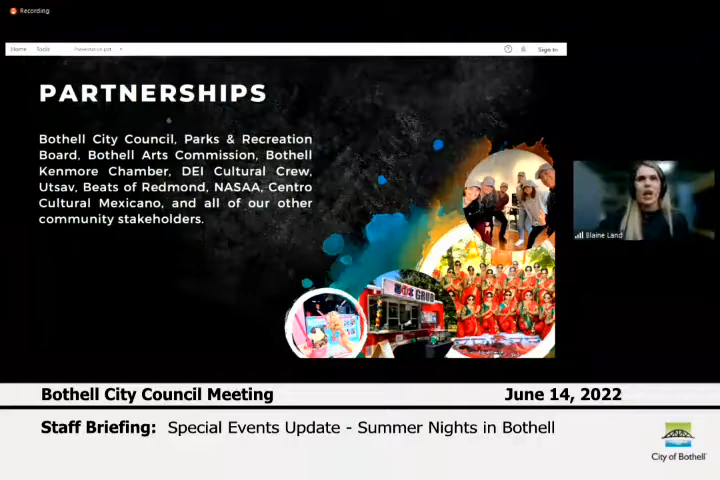 Recording
Home Tools Presentation.ppt Sign In
PARTNERSHIPS
Bothell City Council, Parks & Recreation
Board, Bothell Arts Commission, Bothell
Kenmore Chamber, DEI Cultural Crew,
Utsav, Beats of Redmond, NASAA, Centro
Cultural Mexicano, and all of our other
community stakeholders.
GRUB
Blaine Land
Bothell City Council Meeting June 14, 2022
Staff Briefing: Special Events Update - Summer Nights in Bothell
City of Bothell